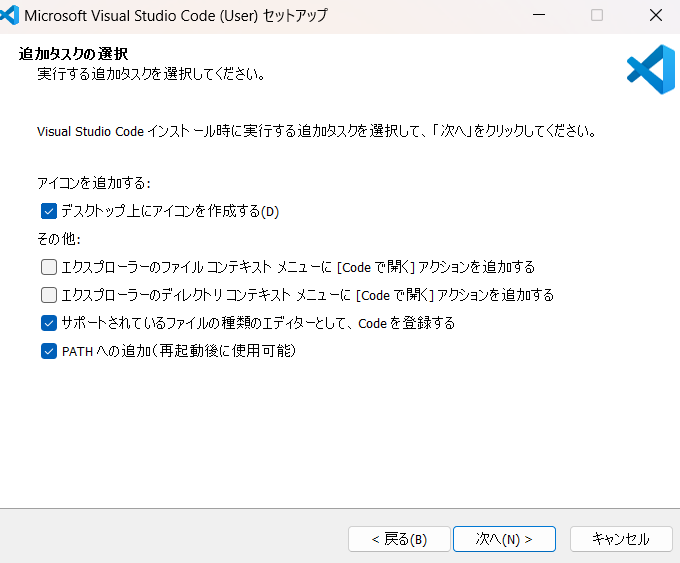 Microsoft Visual Studio Code (User) セットアップ
追加タスクの選択
実行する追加タスクを選択してください。
Visual Studio Code インストール時に実行する追加タスクを選択して、「次へ」をクリックしてください。
アイコンを追加する:
デスクトップ上にアイコンを作成する(D)
その他:
エクスプローラーのファイル コンテキスト メニューに [Code で開く] アクションを追加する
エクスプローラーのディレクトリ コンテキスト メニューに [Code で開く] アクションを追加する
サポートされているファイルの種類のエディターとして、Code を登録する
PATH への追加（再起動後に使用可能）
< 戻る(B) 次へ(N) > キャンセル